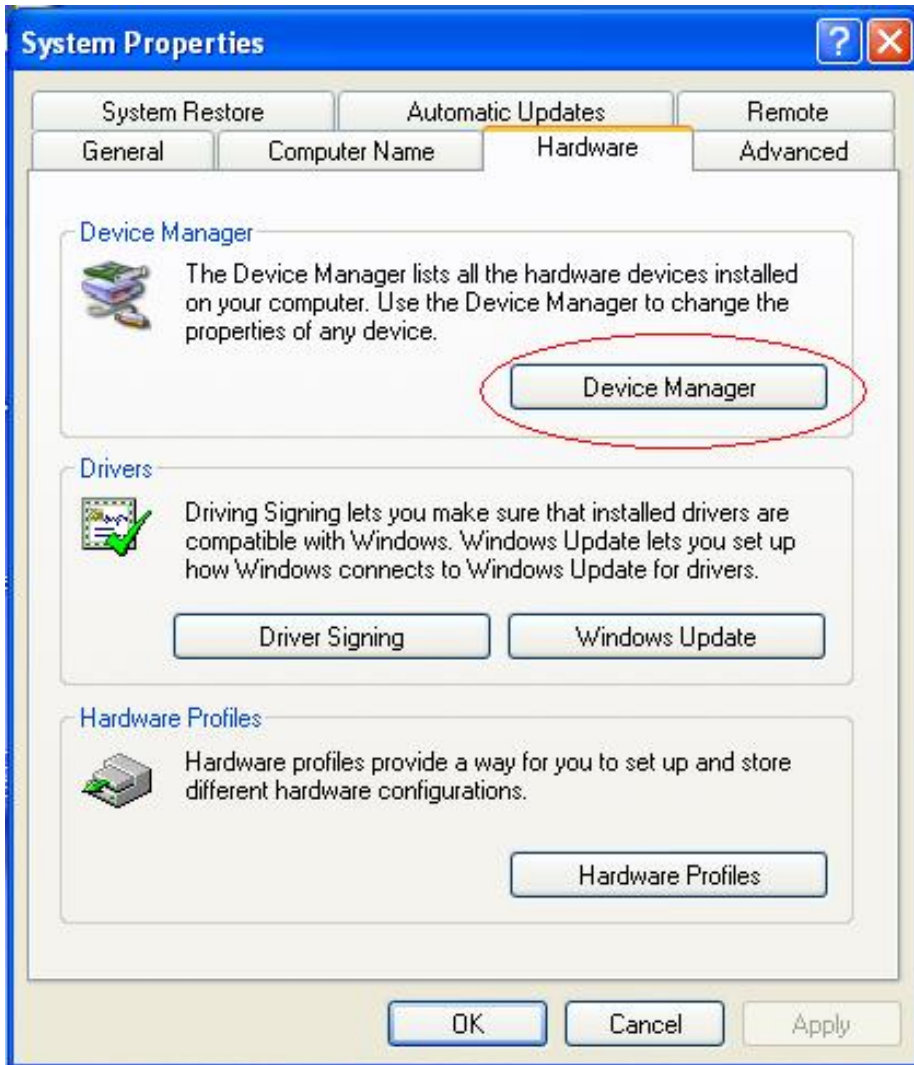 System Properties
System Restore Automatic Updates Remote
General Computer Name Hardware Advanced
Device Manager
The Device Manager lists all the hardware devices installed
on your computer. Use the Device Manager to change the
properties of any device.
Device Manager
Drivers
Driving Signing lets you make sure that installed drivers are
compatible with Windows. Windows Update lets you set up
how Windows connects to Windows Update for drivers.
Driver Signing Windows Update
Hardware Profiles
Hardware profiles provide a way for you to set up and store
different hardware configurations.
Hardware Profiles
OK Cancel Apply